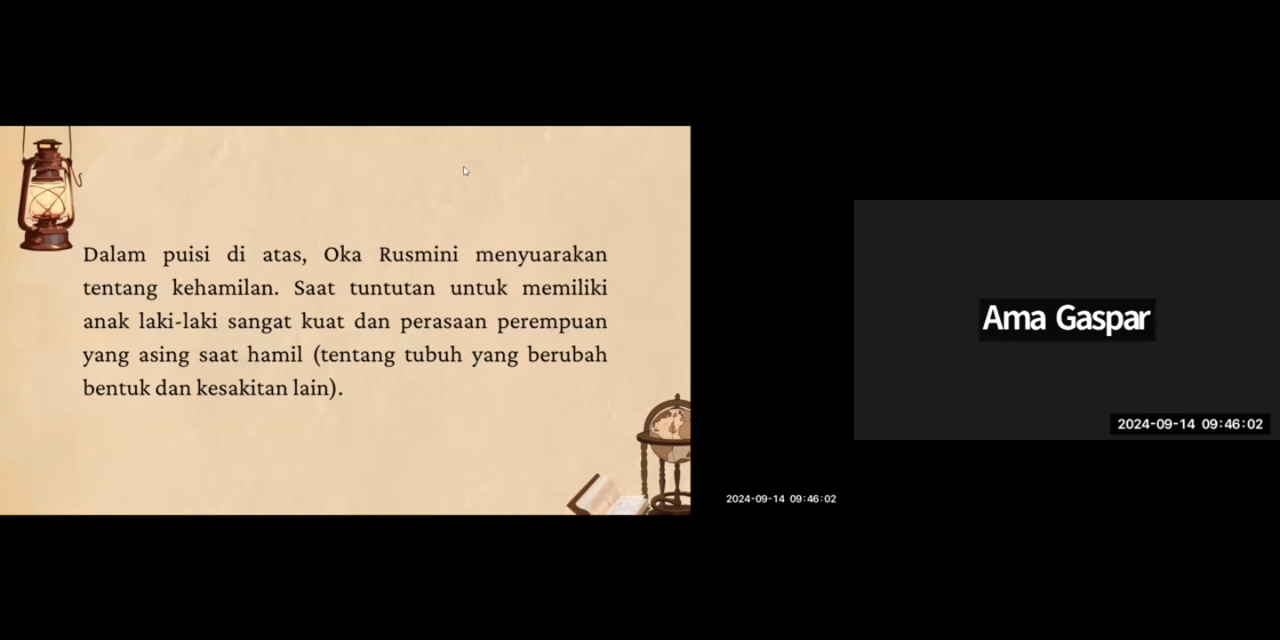 Dalam puisi di atas, Oka Rusmini menyuarakan
tentang kehamilan. Saat tuntutan untuk memiliki
anak laki-laki sangat kuat dan perasaan perempuan
yang asing saat hamil (tentang tubuh yang berubah
bentuk dan kesakitan lain).
Ama Gaspar
2024-09-14 09:46:02
2024-09-14 09:46:02